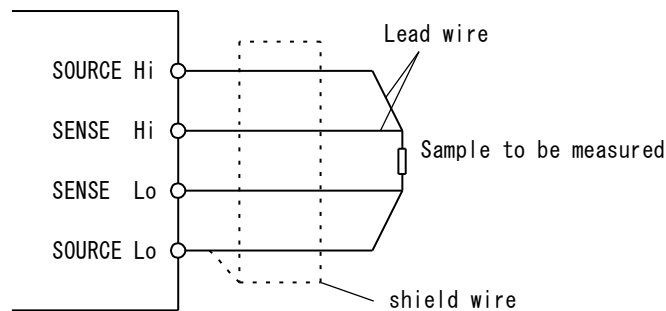 Lead wire
SOURCE Hi
SENSE Hi
Sample to be measured
SENSE Lo
SOURCE Lo
shield wire